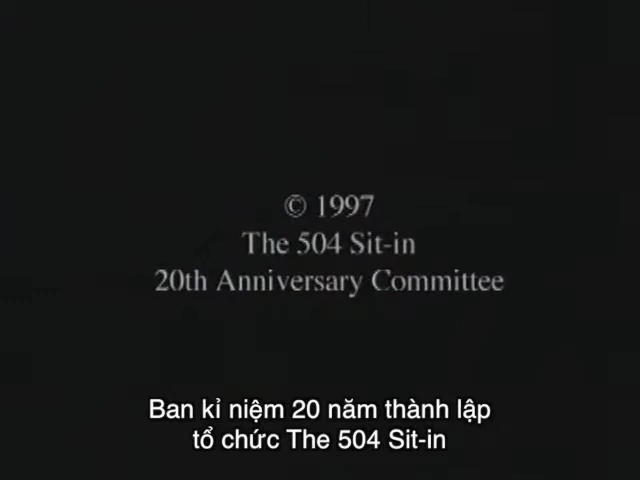 © 1997
The 504 Sit-in
20th Anniversary Committee
Ban kỉ niệm 20 năm thành lập
tổ chức The 504 Sit-in